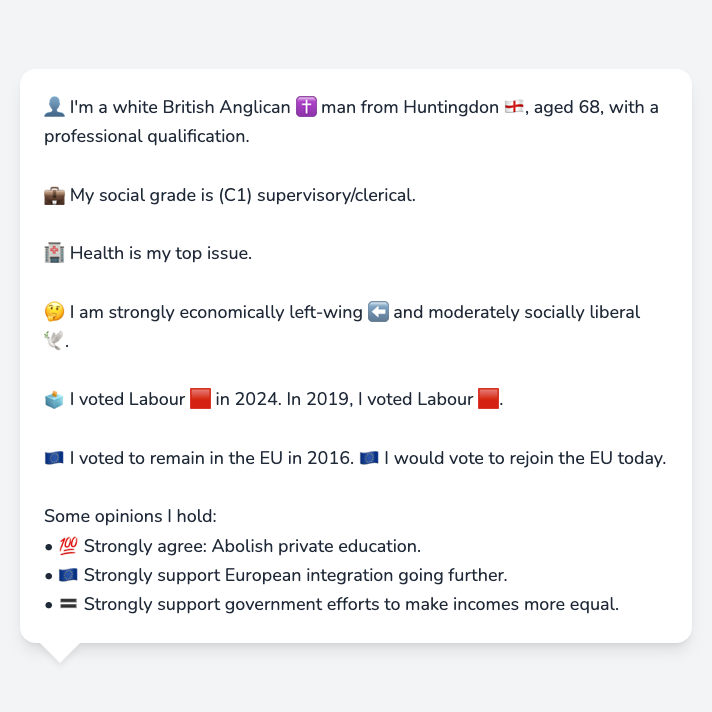 👤 I'm a white British Anglican ✝️ man from Huntingdon 🏴󠁧󠁢󠁥󠁮󠁧󠁿, aged 68, with a
professional qualification.
💼 My social grade is (C1) supervisory/clerical.
🏥 Health is my top issue.
🤔 I am strongly economically left-wing ⬅️ and moderately socially liberal
🕊️.
🗳️ I voted Labour 🟥 in 2024. In 2019, I voted Labour 🟥.
🇪🇺 I voted to remain in the EU in 2016. 🇪🇺 I would vote to rejoin the EU today.
Some opinions I hold:
• 💯 Strongly agree: Abolish private education.
• 🇪🇺 Strongly support European integration going further.
• 🟰 Strongly support government efforts to make incomes more equal.